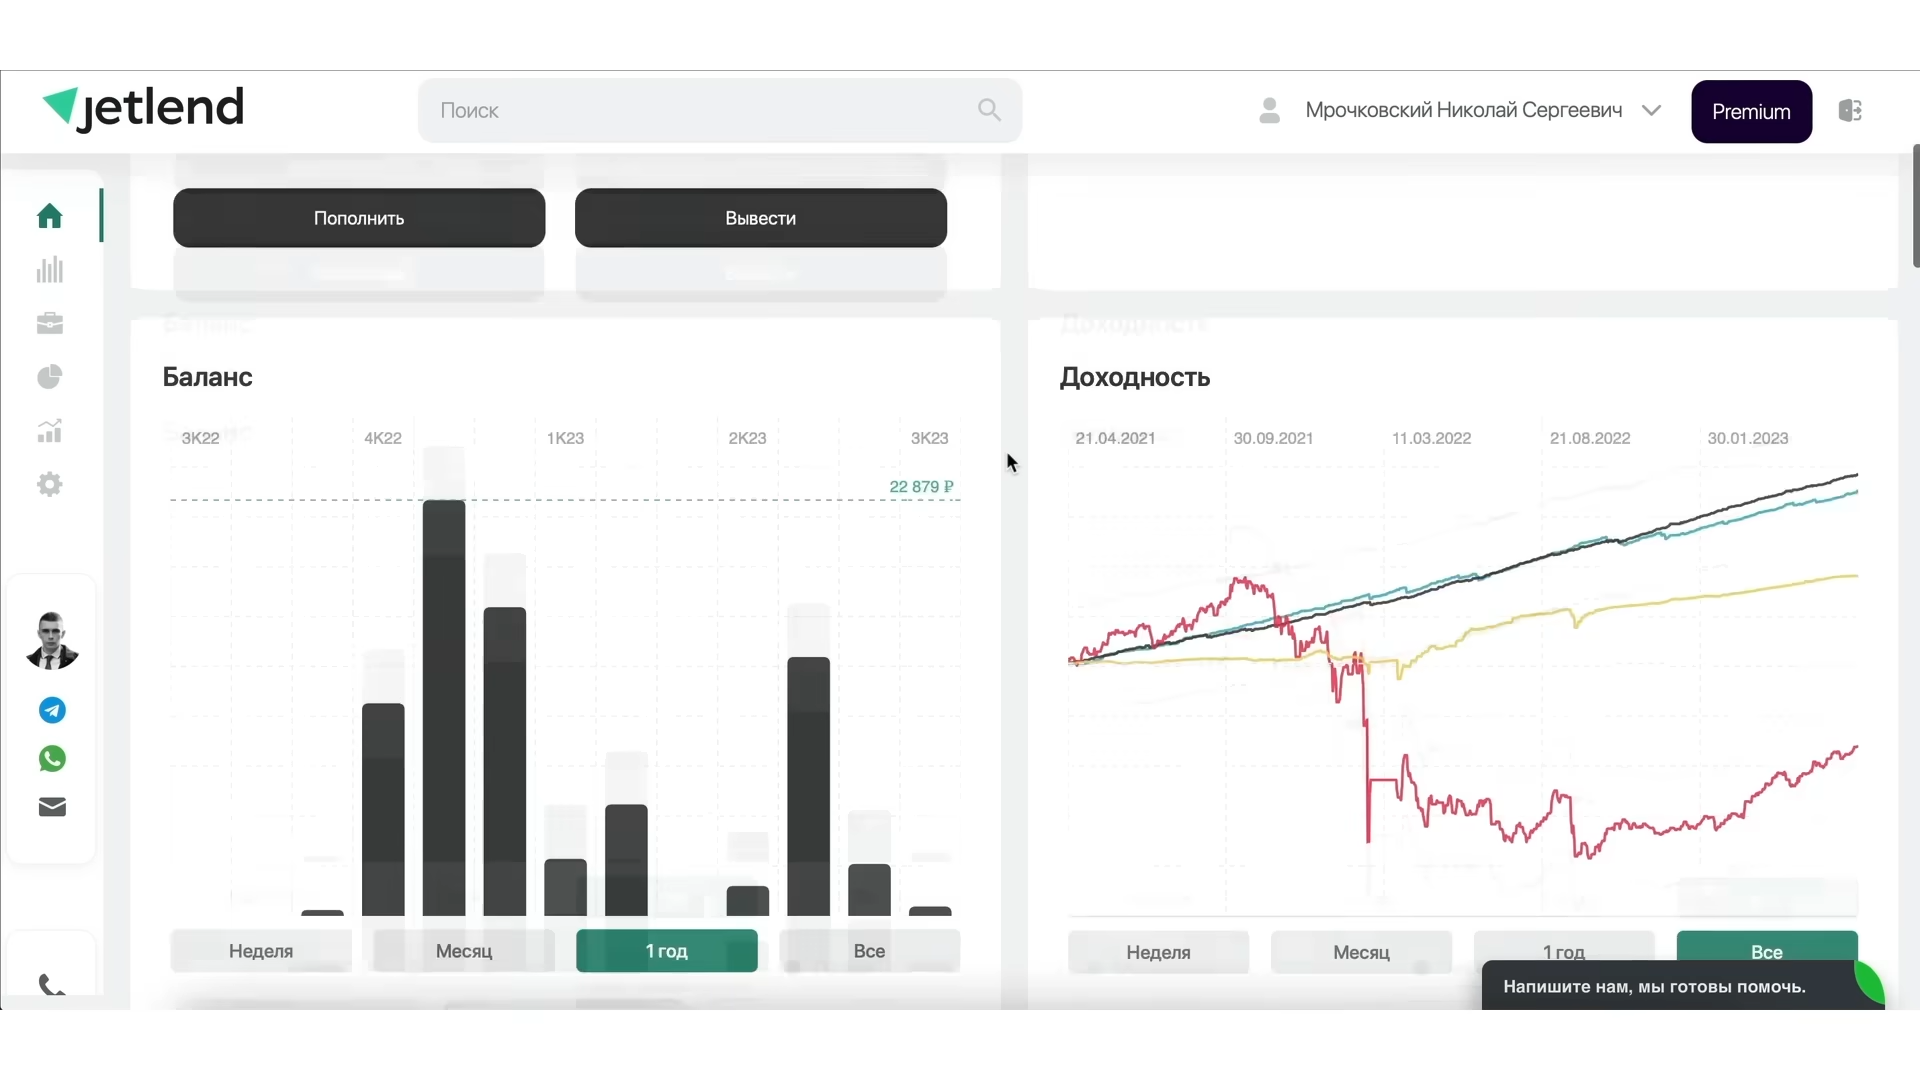 jetlend
Поиск
Мрочковский Николай Сергеевич
Premium
Пополнить
Вывести
Баланс
3К22 4К22 1К23 2К23 3К23
22 879 ₽
Неделя Месяц 1 год Все
Доходность
21.04.2021 30.09.2021 11.03.2022 21.08.2022 30.01.2023
Неделя Месяц 1 год Все
Напишите нам, мы готовы помочь.